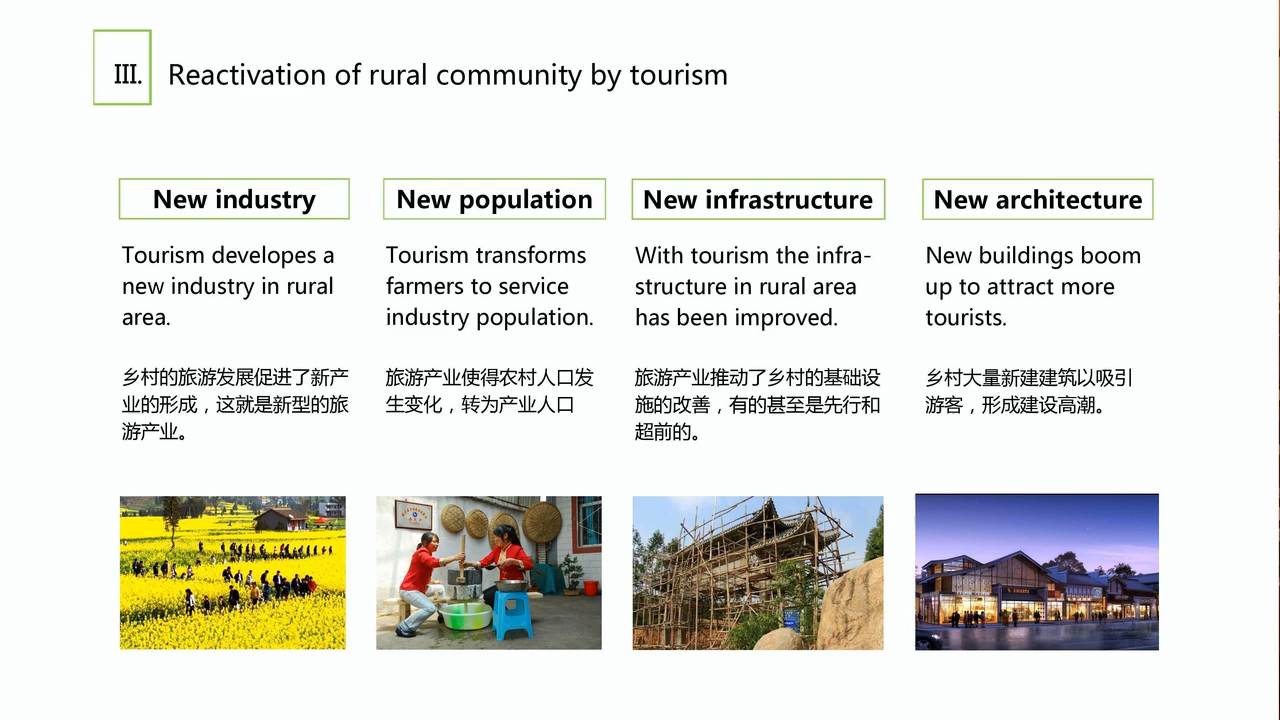 III.
Reactivation of rural community by tourism
New industry
Tourism developes a
new industry in rural
area.
乡村的旅游发展促进了新产
业的形成，这就是新型的旅
游产业。
New population
Tourism transforms
farmers to service
industry population.
旅游产业使得农村人口发
生变化，转为产业人口
New infrastructure
With tourism the infra-
structure in rural area
has been improved.
旅游产业推动了乡村的基础设
施的改善，有的甚至是先行和
超前的。
New architecture
New buildings boom
up to attract more
tourists.
乡村大量新建建筑以吸引
游客，形成建设高潮。